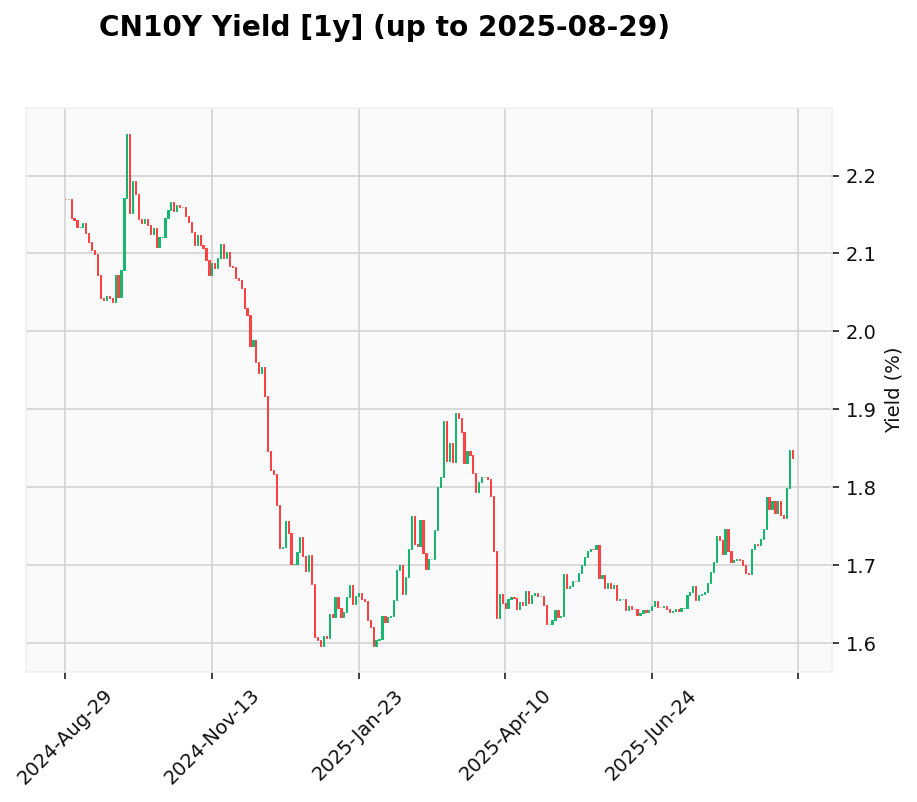 CN10Y Yield [1y] (up to 2025-08-29)
2.2
2.1
2.0
1.9
1.8
1.7
1.6
Yield (%)
2024-Aug-29
2024-Nov-13
2025-Jan-23
2025-Apr-10
2025-Jun-24